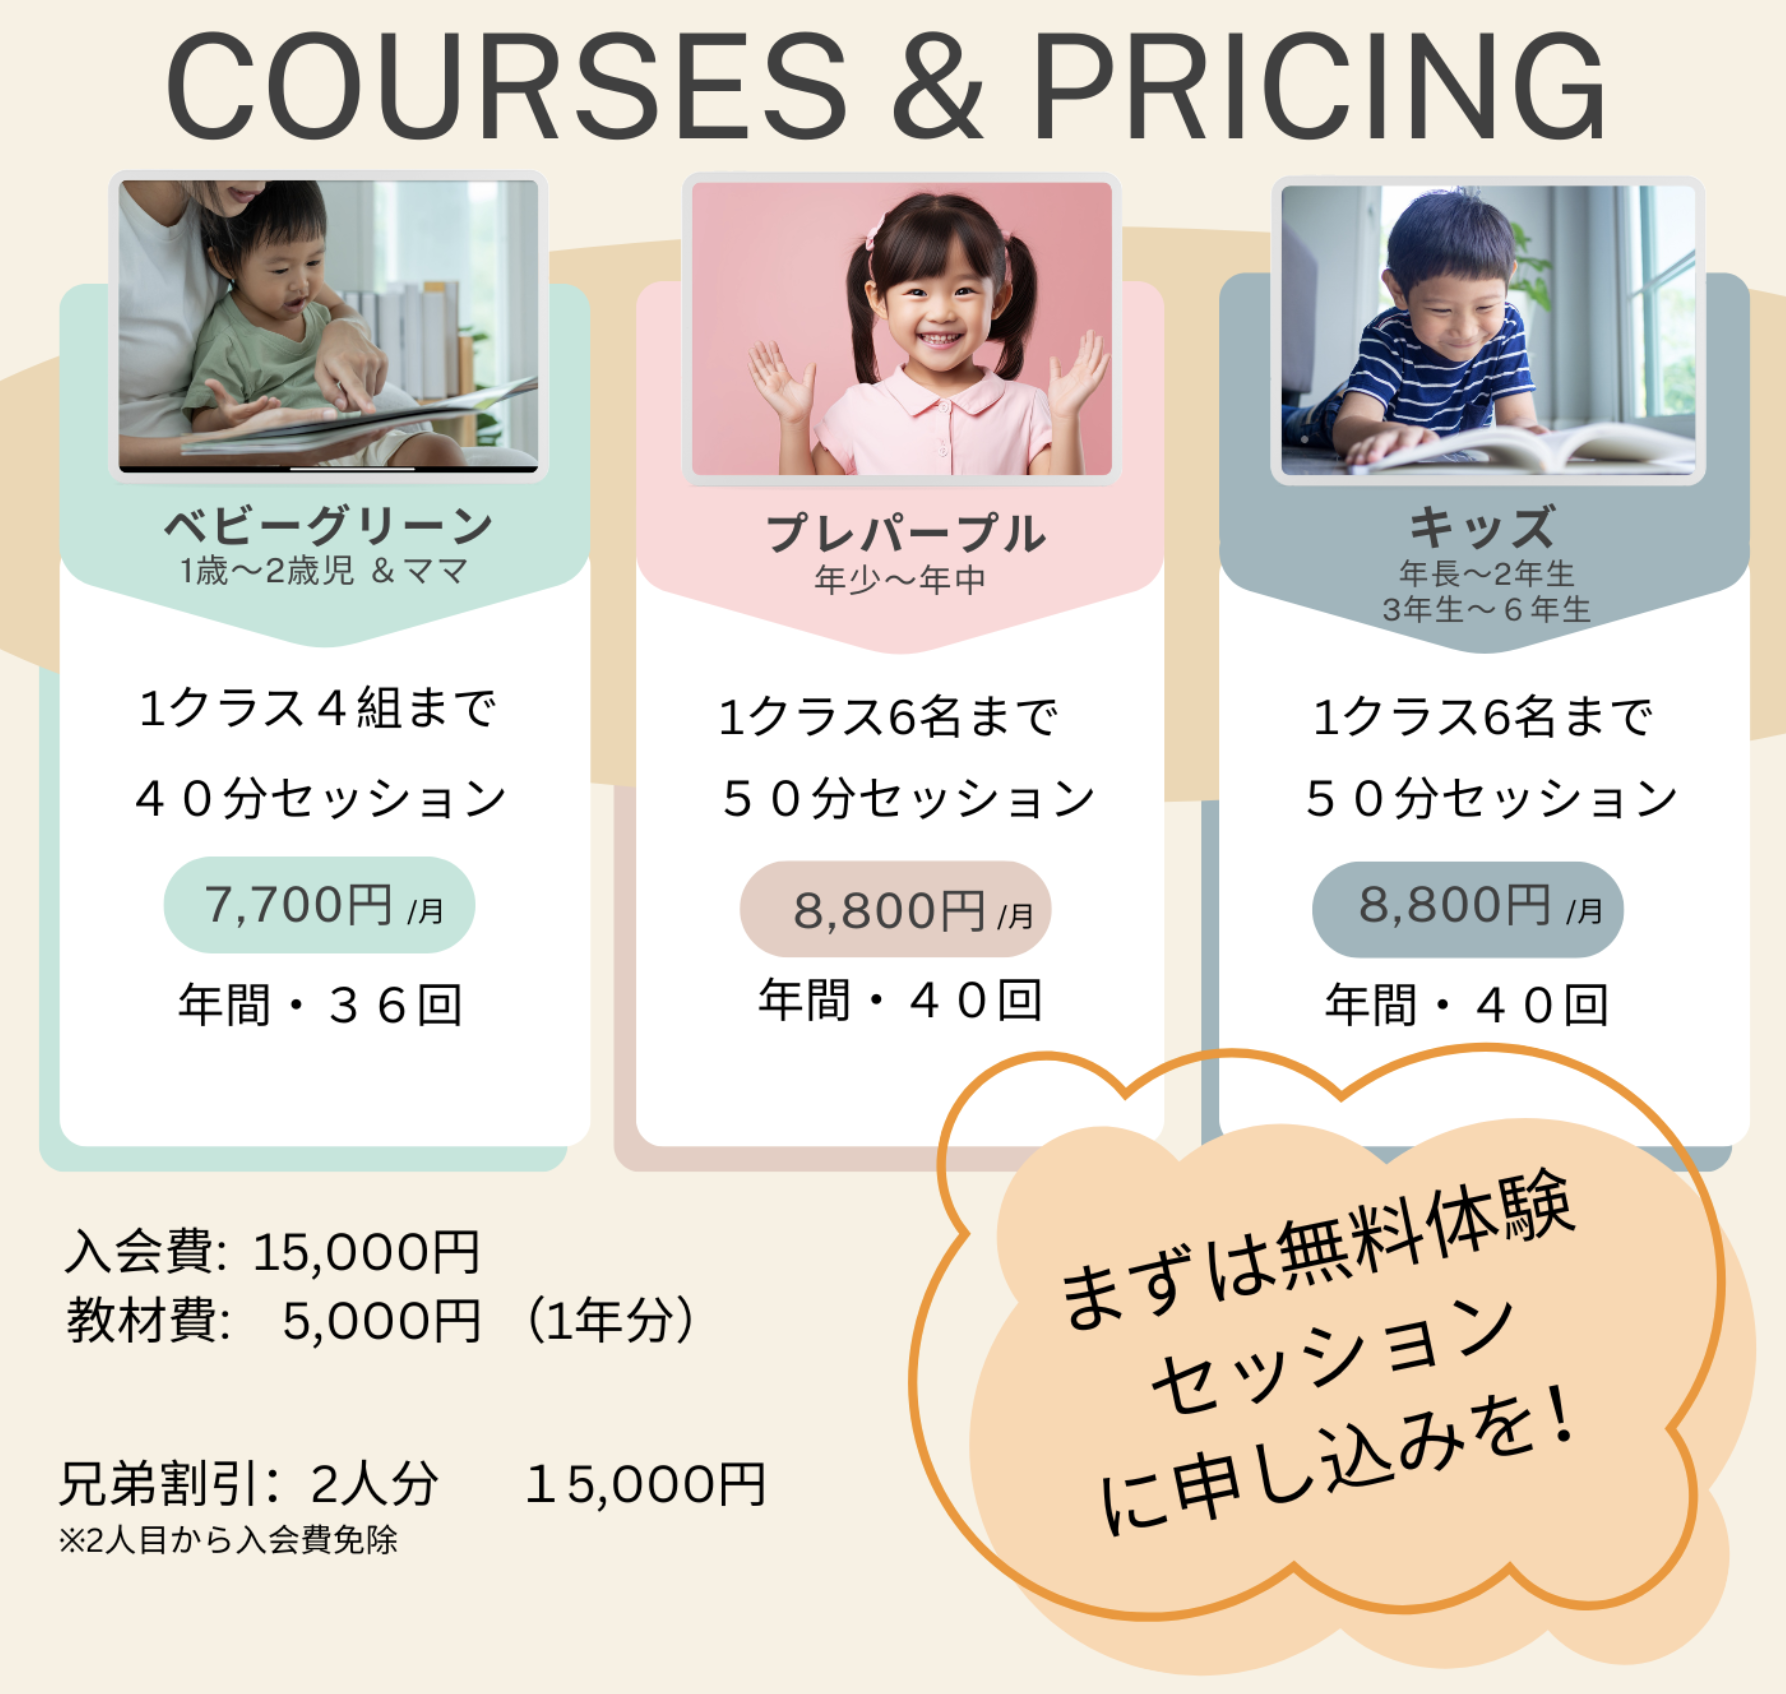 COURSES & PRICING
ベビーグリーン
1歳〜2歳児 ＆ママ
1クラス４組まで
４０分セッション
7,700円 /月
年間・３６回
プレパープル
年少〜年中
1クラス6名まで
５０分セッション
8,800円 /月
年間・４０回
キッズ
年長〜2年生
3年生〜６年生
1クラス6名まで
５０分セッション
8,800円 /月
年間・４０回
入会費: 15,000円
教材費: 5,000円 （1年分）
兄弟割引： 2人分 １5,000円
※2人目から入会費免除
まずは無料体験
セッション
に申し込みを！